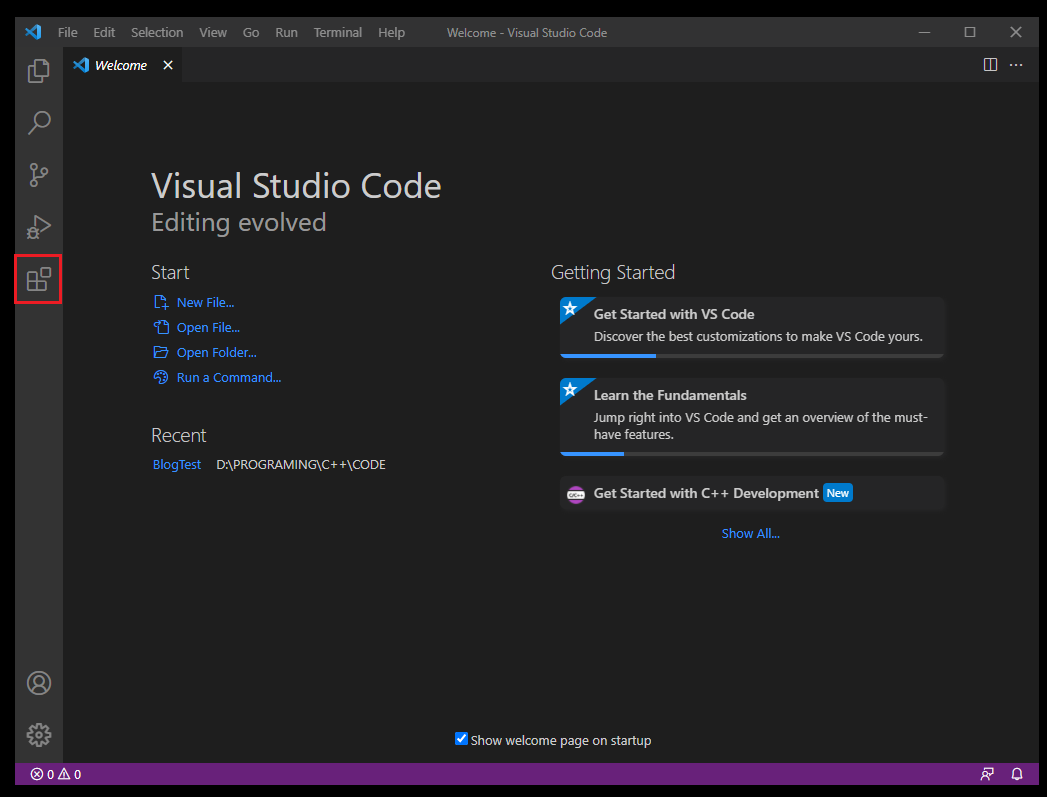 File Edit Selection View Go Run Terminal Help Welcome - Visual Studio Code
Welcome
Visual Studio Code
Editing evolved
Start
New File...
Open File...
Open Folder...
Run a Command...
Recent
BlogTest D:\PROGRAMING\C++\CODE
Getting Started
Get Started with VS Code
Discover the best customizations to make VS Code yours.
Learn the Fundamentals
Jump right into VS Code and get an overview of the must-
have features.
C/C++ Get Started with C++ Development New
Show All...
Show welcome page on startup
0 0